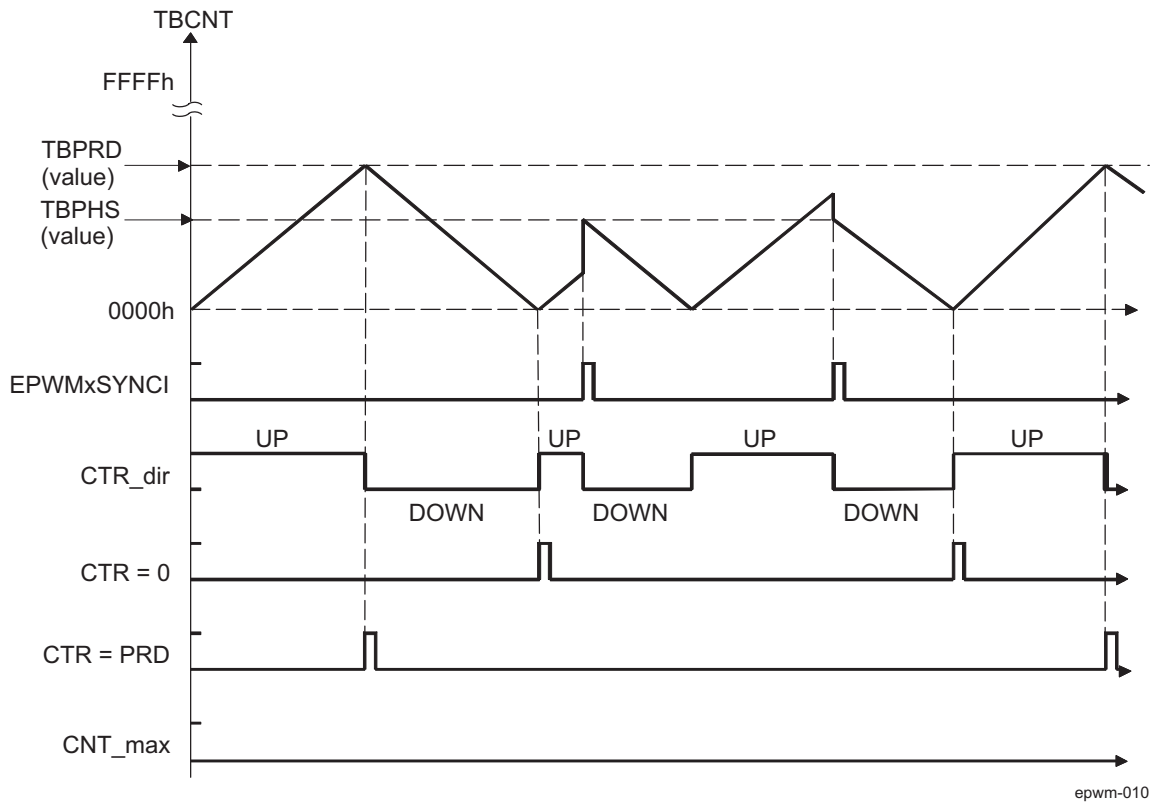 TBCNT
FFFFh
TBPRD
(value)
TBPHS
(value)
0000h
EPWMxSYNCI
UP
UP
UP
UP
CTR_dir
DOWN
DOWN
DOWN
CTR = 0
CTR = PRD
CNT_max
epwm-010